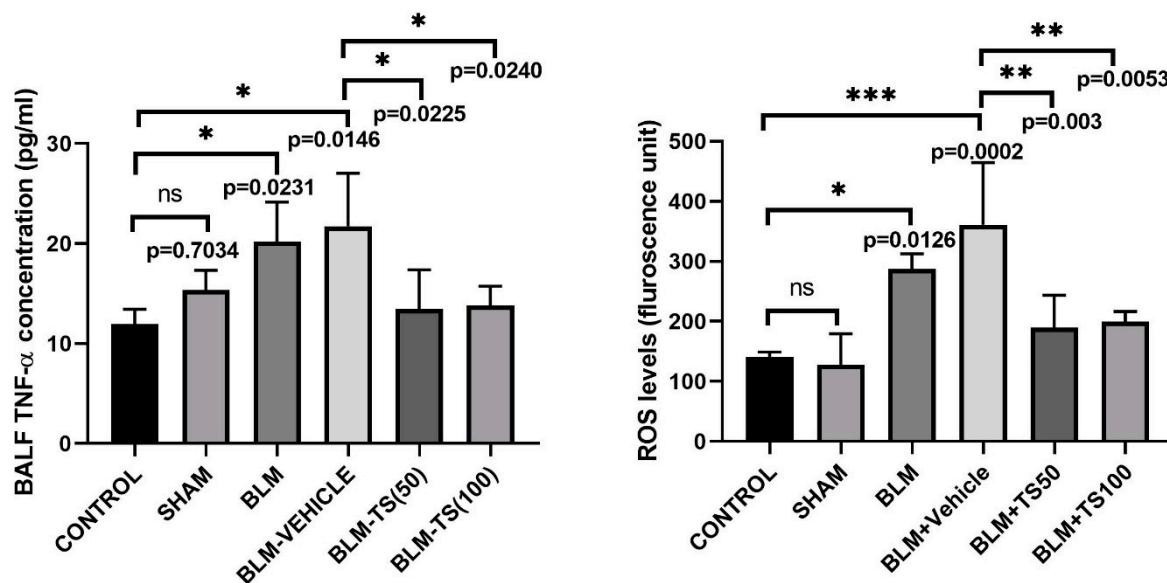 BALF TNF-α concentration (pg/ml)
30
20
10
0
*
*
p=0.0240
*
p=0.0225
*
p=0.0146
p=0.0231
ns
p=0.7034
CONTROL
SHAM
BLM
BLM-VEHICLE
BLM-TS(50)
BLM-TS(100)
ROS levels (fluroscence unit)
500
400
300
200
100
0
**
**
p=0.0053
***
p=0.003
p=0.0002
*
p=0.0126
ns
CONTROL
SHAM
BLM
BLM+Vehicle
BLM+TS50
BLM+TS100